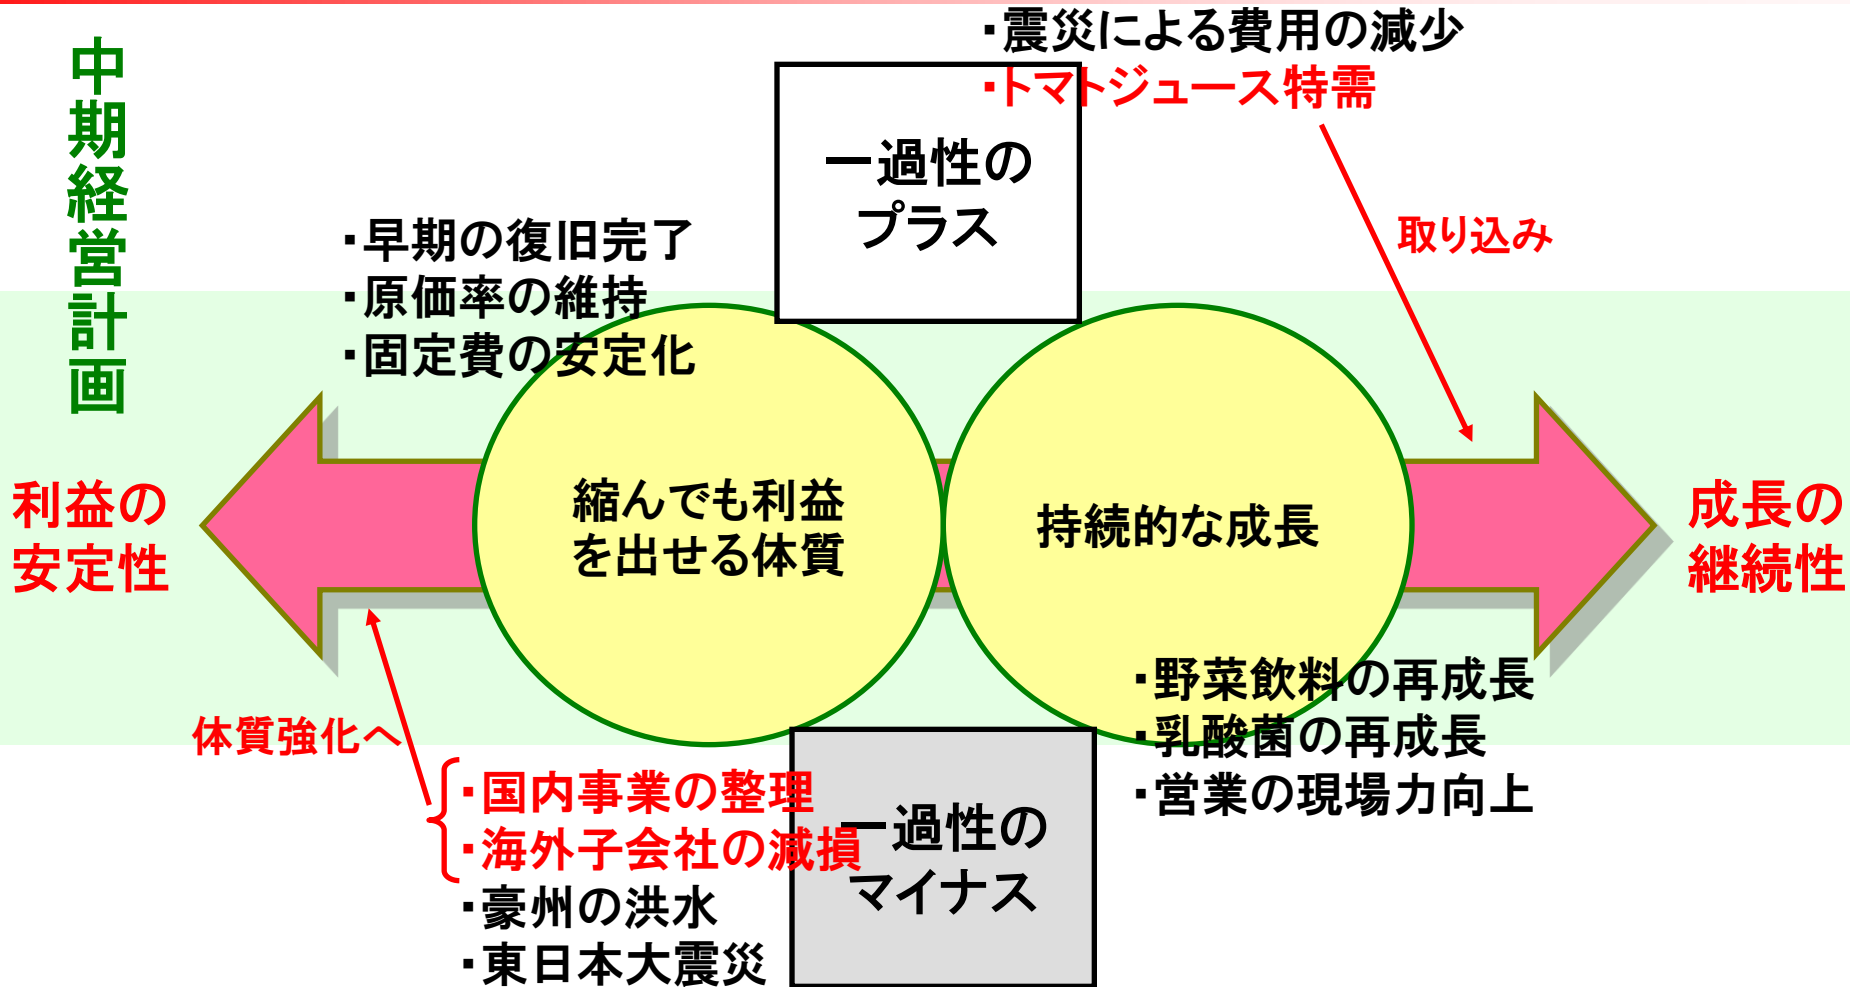 中期経営計画
・震災による費用の減少
・トマトジュース特需
一過性の
プラス
取り込み
・早期の復旧完了
・原価率の維持
・固定費の安定化
利益の
安定性
縮んでも利益
を出せる体質
持続的な成長
成長の
継続性
・野菜飲料の再成長
・乳酸菌の再成長
・営業の現場力向上
体質強化へ
・国内事業の整理
・海外子会社の減損
・豪州の洪水
・東日本大震災
一過性の
マイナス